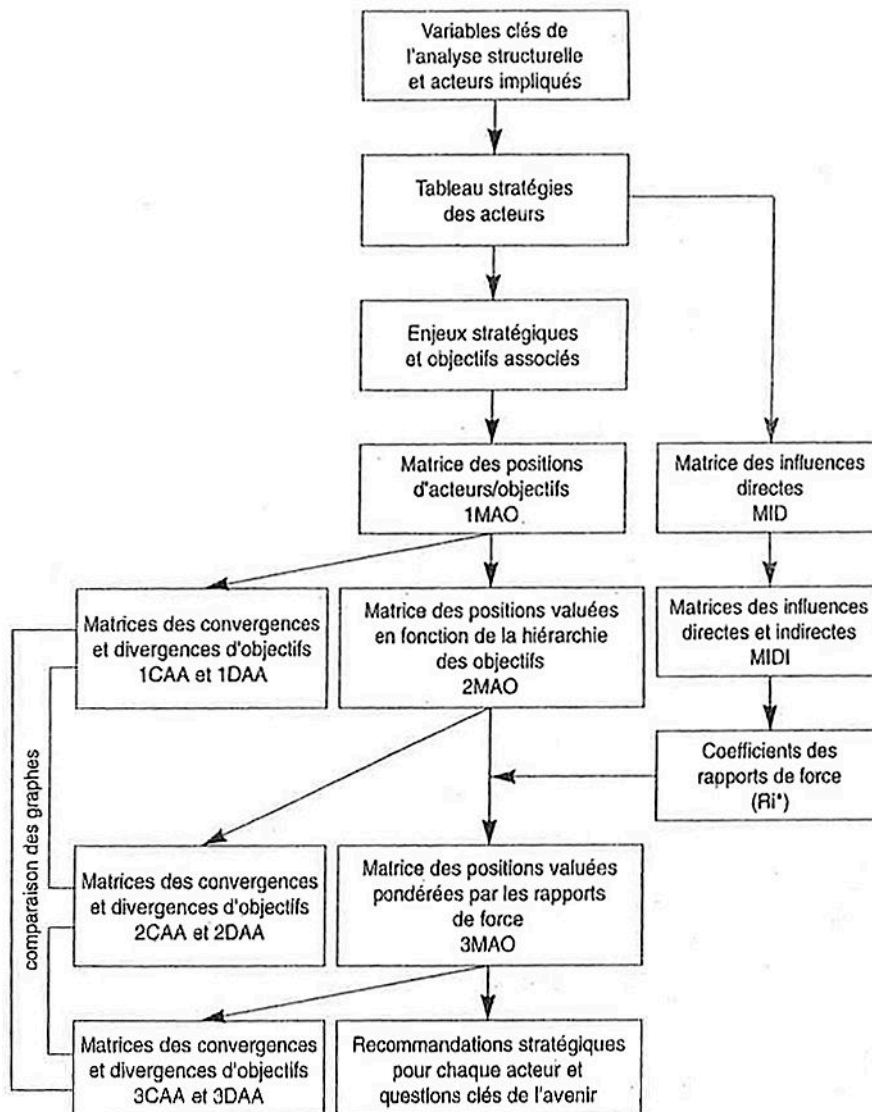 Variables clés de
l'analyse structurelle
et acteurs impliqués
Tableau stratégies
des acteurs
Enjeux stratégiques
et objectifs associés
Matrice des positions
d'acteurs/objectifs
1MAO
Matrice des influences
directes
MID
Matrices des convergences
et divergences d'objectifs
1CAA et 1DAA
Matrice des positions valuées
en fonction de la hiérarchie
des objectifs
2MAO
Matrices des influences
directes et indirectes
MIDI
Coefficients des
rapports de force
(Ri*)
comparaison des graphes
Matrices des convergences
et divergences d'objectifs
2CAA et 2DAA
Matrice des positions valuées
pondérées par les rapports
de force
3MAO
Matrices des convergences
et divergences d'objectifs
3CAA et 3DAA
Recommandations stratégiques
pour chaque acteur et
questions clés de l'avenir